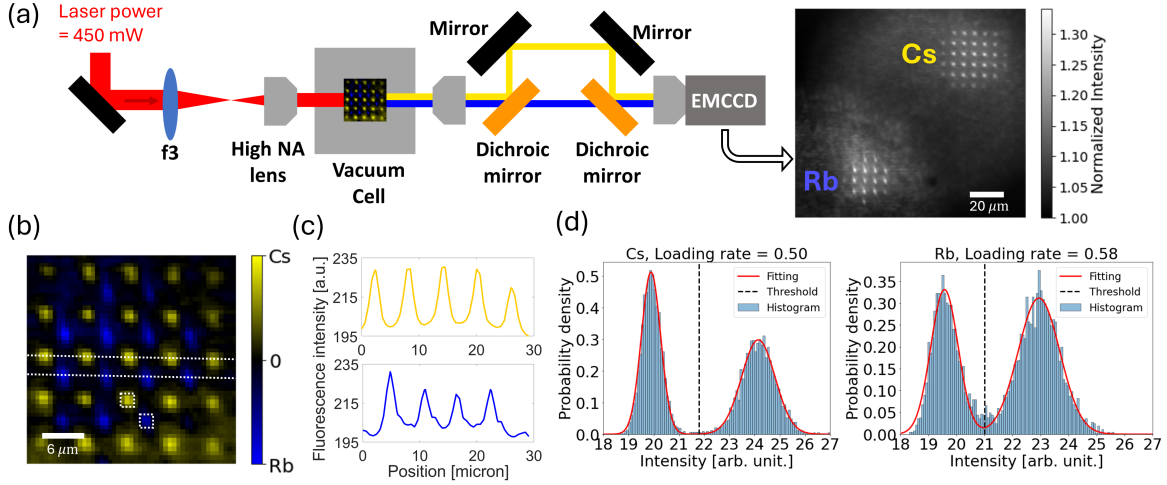 (a)
Laser power
= 450 mW
f3
High NA
lens
Vacuum
Cell
Mirror
Mirror
Dichroic
mirror
Dichroic
mirror
EMCCD
Cs
Rb
20 μm
1.30
1.25
1.20
1.15
1.10
1.05
1.00
Normalized Intensity
(b)
6 μm
Cs
0
Rb
(c)
Fluorescence intensity [a.u.]
235
215
195
0 10 20 30
235
215
195
0 10 20 30
Position [micron]
(d)
Cs, Loading rate = 0.50
Probability density
0.5
0.4
0.3
0.2
0.1
0.0
Fitting
Threshold
Histogram
18 19 20 21 22 23 24 25 26 27
Intensity [arb. unit.]
Rb, Loading rate = 0.58
Probability density
0.35
0.30
0.25
0.20
0.15
0.10
0.05
0.00
Fitting
Threshold
Histogram
18 19 20 21 22 23 24 25 26 27
Intensity [arb. unit.]